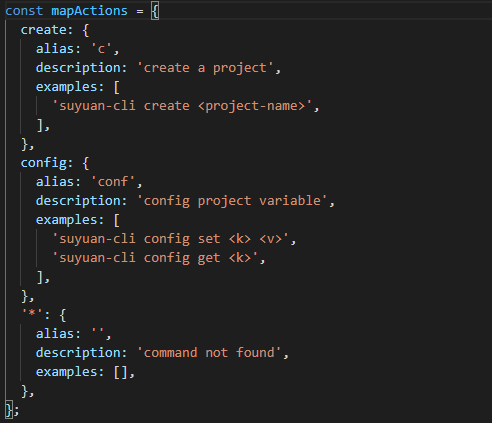 const mapActions = {
  create: {
    alias: 'c',
    description: 'create a project',
    examples: [
      'suyuan-cli create <project-name>',
    ],
  },
  config: {
    alias: 'conf',
    description: 'config project variable',
    examples: [
      'suyuan-cli config set <k> <v>',
      'suyuan-cli config get <k>',
    ],
  },
  '*': {
    alias: '',
    description: 'command not found',
    examples: [],
  },
};